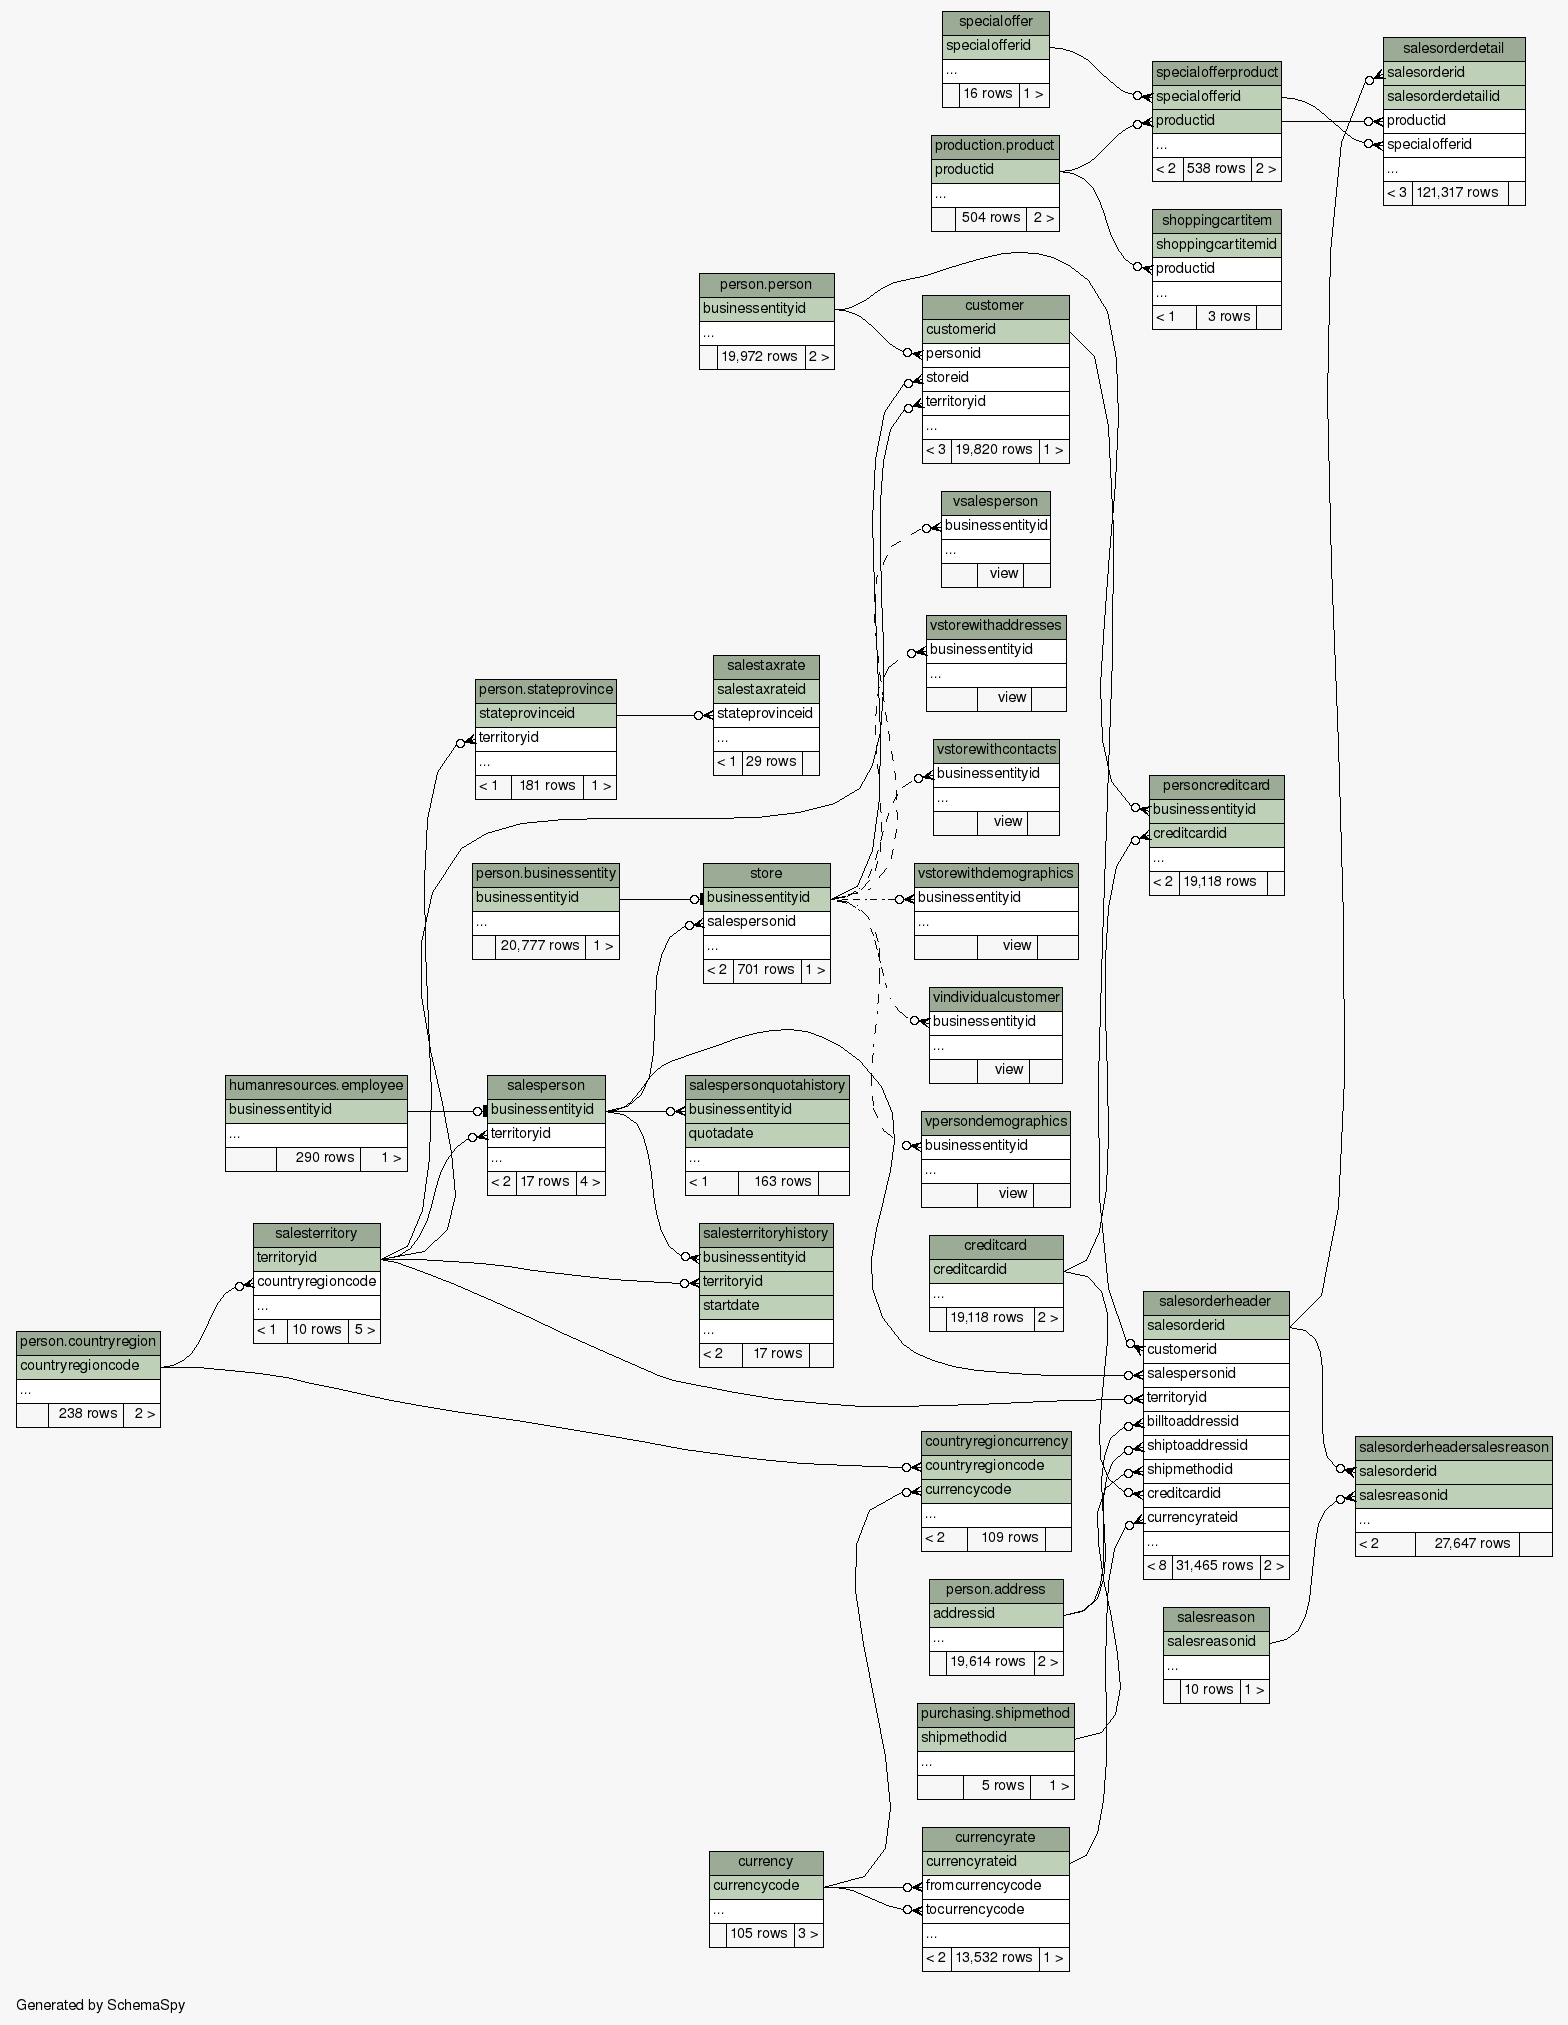 specialoffer
specialofferid
...
16 rows 1 >
salesorderdetail
salesorderid
salesorderdetailid
productid
specialofferid
...
< 3 121,317 rows
specialofferproduct
specialofferid
productid
...
< 2 538 rows 2 >
production.product
productid
...
504 rows 2 >
shoppingcartitem
shoppingcartitemid
productid
...
< 1 3 rows
person.person
businessentityid
...
19,972 rows 2 >
customer
customerid
personid
storeid
territoryid
...
< 3 19,820 rows 1 >
vsalesperson
businessentityid
...
view
vstorewithaddresses
businessentityid
...
view
salestaxrate
salestaxrateid
stateprovinceid
...
< 1 29 rows
person.stateprovince
stateprovinceid
territoryid
...
< 1 181 rows 1 >
vstorewithcontacts
businessentityid
...
view
personcreditcard
businessentityid
creditcardid
...
< 2 19,118 rows
person.businessentity
businessentityid
...
20,777 rows 1 >
store
businessentityid
salespersonid
...
< 2 701 rows 1 >
vstorewithdemographics
businessentityid
...
view
vindividualcustomer
businessentityid
...
view
humanresources.employee
businessentityid
...
290 rows 1 >
salesperson
businessentityid
territoryid
...
< 2 17 rows 4 >
salespersonquotahistory
businessentityid
quotadate
...
< 1 163 rows
vpersondemographics
businessentityid
...
view
salesterritory
territoryid
countryregioncode
...
< 1 10 rows 5 >
salesterritoryhistory
businessentityid
territoryid
startdate
...
< 2 17 rows
creditcard
creditcardid
...
19,118 rows 2 >
salesorderheader
salesorderid
customerid
salespersonid
territoryid
billtoaddressid
shiptoaddressid
shipmethodid
creditcardid
currencyrateid
...
< 8 31,465 rows 2 >
person.countryregion
countryregioncode
...
238 rows 2 >
countryregioncurrency
countryregioncode
currencycode
...
< 2 109 rows
salesorderheadersalesreason
salesorderid
salesreasonid
...
< 2 27,647 rows
person.address
addressid
...
19,614 rows 2 >
salesreason
salesreasonid
...
10 rows 1 >
purchasing.shipmethod
shipmethodid
...
5 rows 1 >
currency
currencycode
...
105 rows 3 >
currencyrate
currencyrateid
fromcurrencycode
tocurrencycode
...
< 2 13,532 rows 1 >
Generated by SchemaSpy